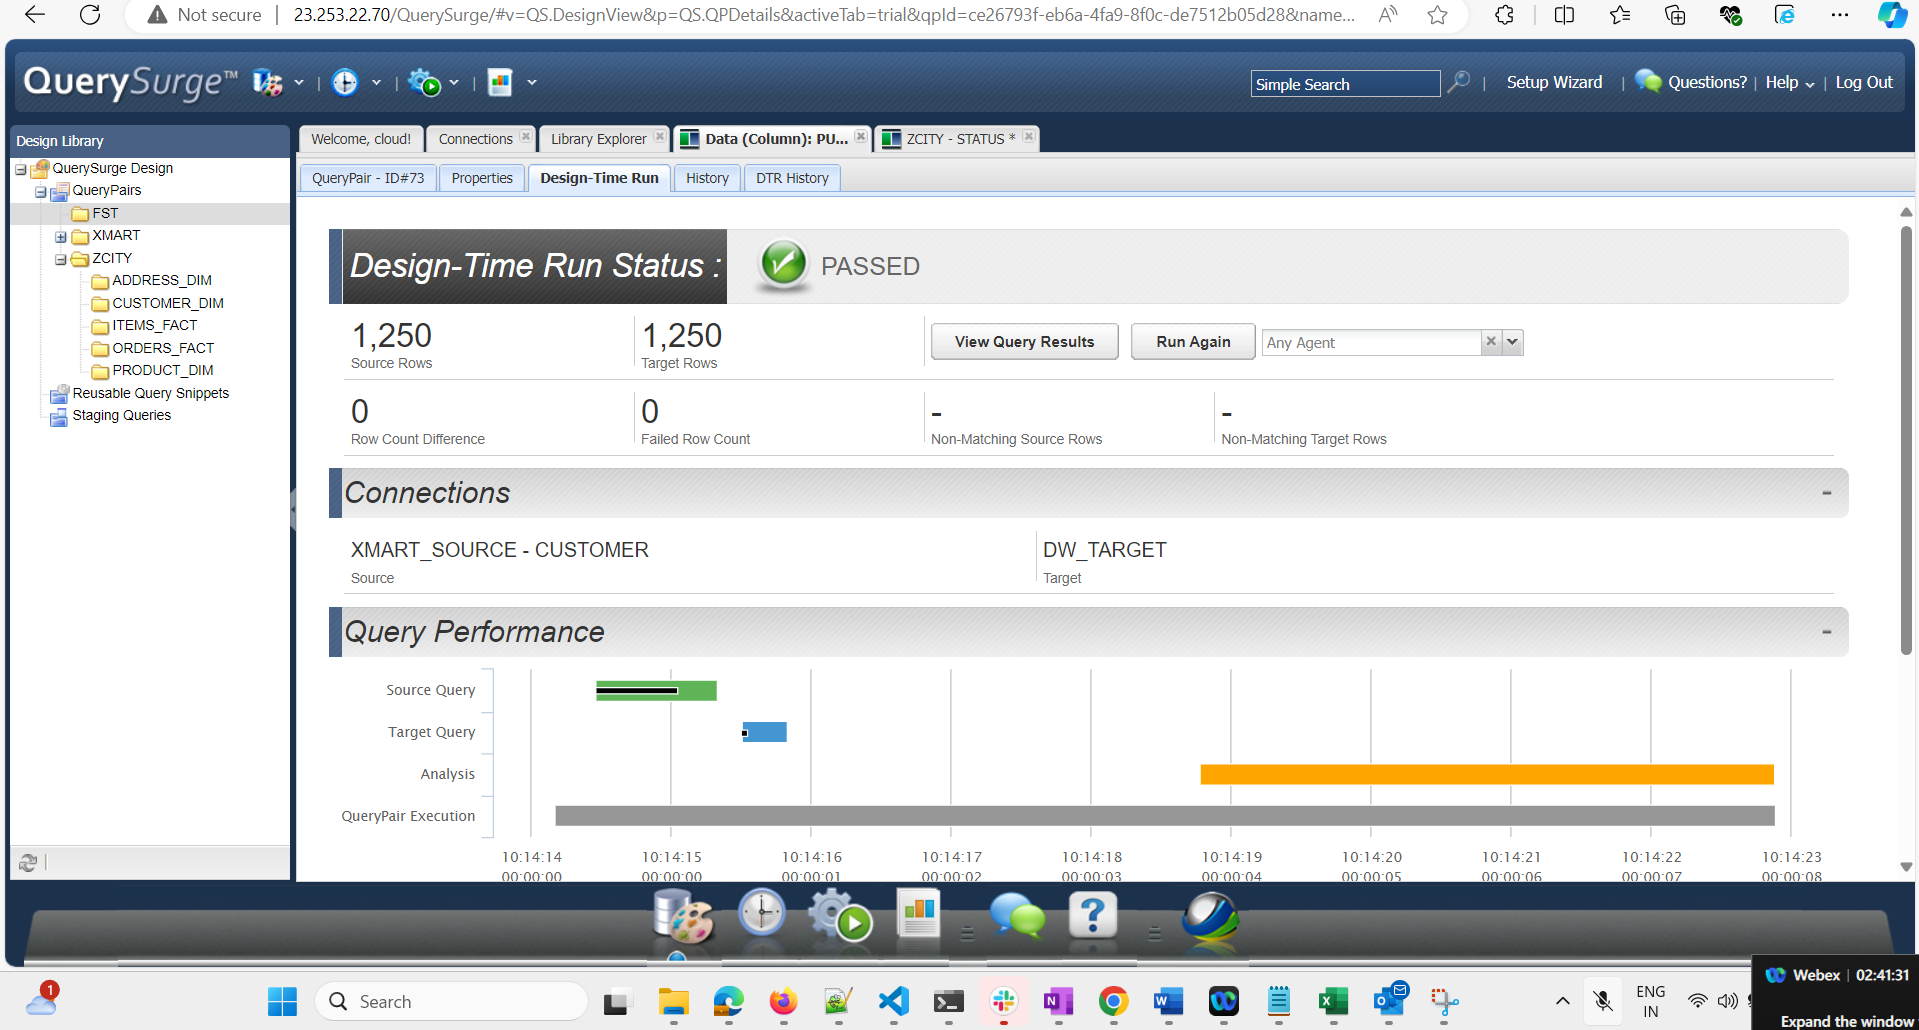 Not secure
23.253.22.70/QuerySurge/#v=QS.DesignView&p=QS.QPDetails&activeTab=trial&qpId=ce26793f-eb6a-4fa9-8f0c-de7512b05d28&name...
QuerySurge™
Simple Search
Setup Wizard
Questions?
Help
Log Out
Design Library
QuerySurge Design
QueryPairs
FST
XMART
ZCITY
ADDRESS_DIM
CUSTOMER_DIM
ITEMS_FACT
ORDERS_FACT
PRODUCT_DIM
Reusable Query Snippets
Staging Queries
Welcome, cloud!
Connections
Library Explorer
Data (Column): PU...
ZCITY - STATUS *
QueryPair - ID#73
Properties
Design-Time Run
History
DTR History
Design-Time Run Status :
PASSED
1,250
Source Rows
1,250
Target Rows
View Query Results
Run Again
Any Agent
0
Row Count Difference
0
Failed Row Count
-
Non-Matching Source Rows
-
Non-Matching Target Rows
Connections
-
XMART_SOURCE - CUSTOMER
Source
DW_TARGET
Target
Query Performance
-
Source Query
Target Query
Analysis
QueryPair Execution
10:14:14 10:14:15 10:14:16 10:14:17 10:14:18 10:14:19 10:14:20 10:14:21 10:14:22 10:14:23
00:00:00 00:00:00 00:00:01 00:00:02 00:00:03 00:00:04 00:00:05 00:00:06 00:00:07 00:00:08
1
Search
ENG
IN
Webex | 02:41:31
Expand the window